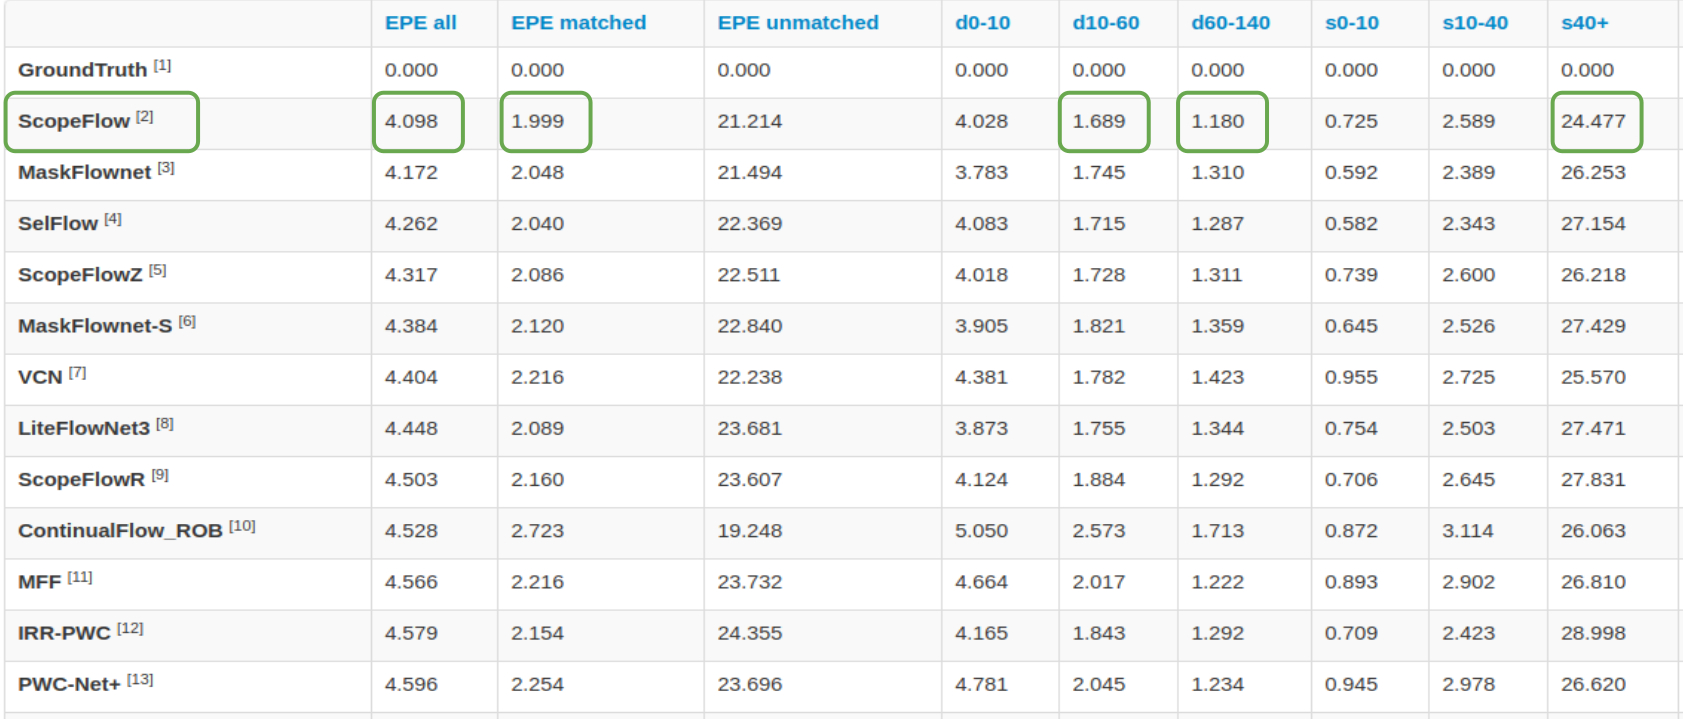 EPE all EPE matched EPE unmatched d0-10 d10-60 d60-140 s0-10 s10-40 s40+
GroundTruth [1] 0.000 0.000 0.000 0.000 0.000 0.000 0.000 0.000 0.000
ScopeFlow [2] 4.098 1.999 21.214 4.028 1.689 1.180 0.725 2.589 24.477
MaskFlownet [3] 4.172 2.048 21.494 3.783 1.745 1.310 0.592 2.389 26.253
SelFlow [4] 4.262 2.040 22.369 4.083 1.715 1.287 0.582 2.343 27.154
ScopeFlowZ [5] 4.317 2.086 22.511 4.018 1.728 1.311 0.739 2.600 26.218
MaskFlownet-S [6] 4.384 2.120 22.840 3.905 1.821 1.359 0.645 2.526 27.429
VCN [7] 4.404 2.216 22.238 4.381 1.782 1.423 0.955 2.725 25.570
LiteFlowNet3 [8] 4.448 2.089 23.681 3.873 1.755 1.344 0.754 2.503 27.471
ScopeFlowR [9] 4.503 2.160 23.607 4.124 1.884 1.292 0.706 2.645 27.831
ContinualFlow_ROB [10] 4.528 2.723 19.248 5.050 2.573 1.713 0.872 3.114 26.063
MFF [11] 4.566 2.216 23.732 4.664 2.017 1.222 0.893 2.902 26.810
IRR-PWC [12] 4.579 2.154 24.355 4.165 1.843 1.292 0.709 2.423 28.998
PWC-Net+ [13] 4.596 2.254 23.696 4.781 2.045 1.234 0.945 2.978 26.620